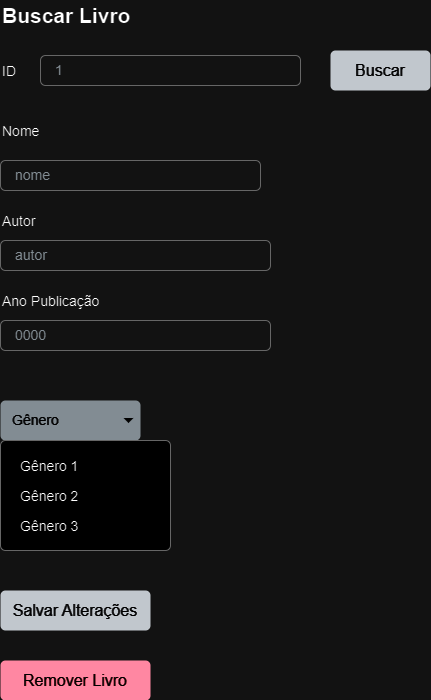 Buscar Livro
ID 1 Buscar
Nome
nome
Autor
autor
Ano Publicação
0000
Gênero
Gênero 1
Gênero 2
Gênero 3
Salvar Alterações
Remover Livro